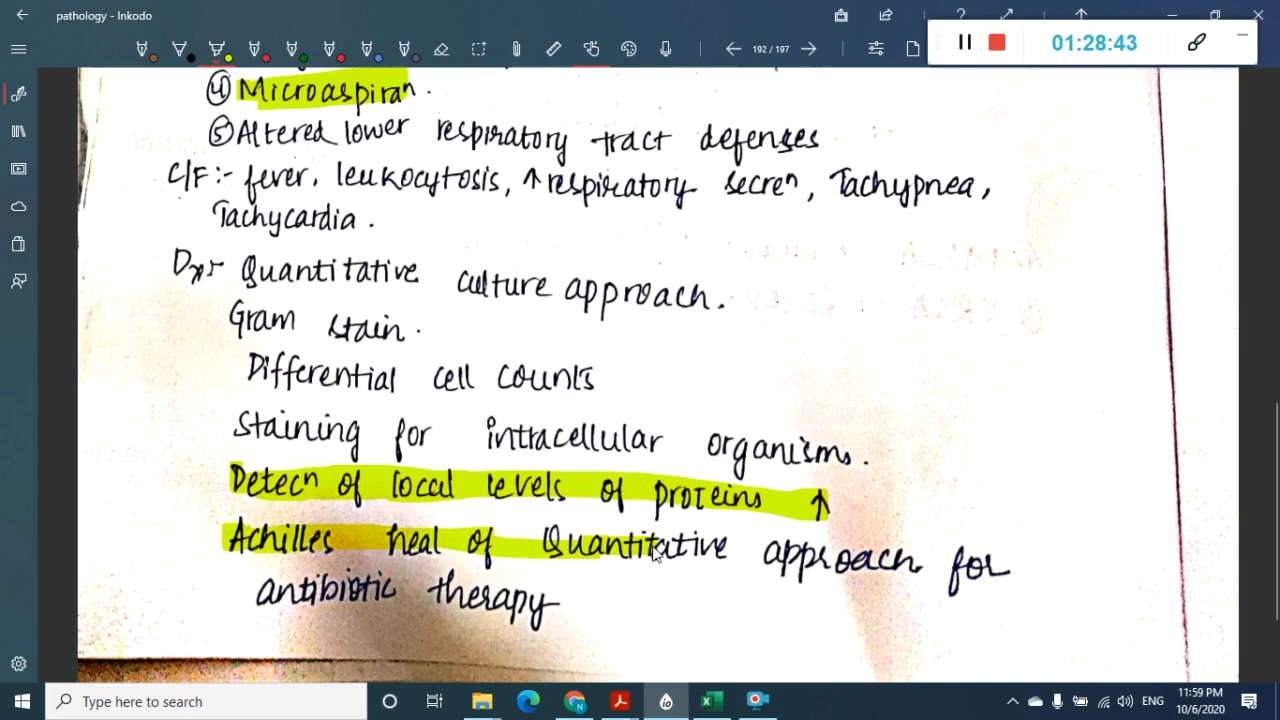 pathology - Inkodo
192 / 197
01:28:43
④ Microaspiraⁿ.
⑤ Altered lower respiratory tract defenses
C/F :- fever, leukocytosis, ↑ respiratory secreⁿ, Tachypnea,
Tachycardia.
Dx:- Quantitative culture approach.
Gram stain.
Differential cell counts
Staining for intracellular organisms.
Detecⁿ of local levels of proteins ↑
Achilles heal of Quantitative approach for
antibiotic therapy
Type here to search
ENG
11:59 PM
10/6/2020